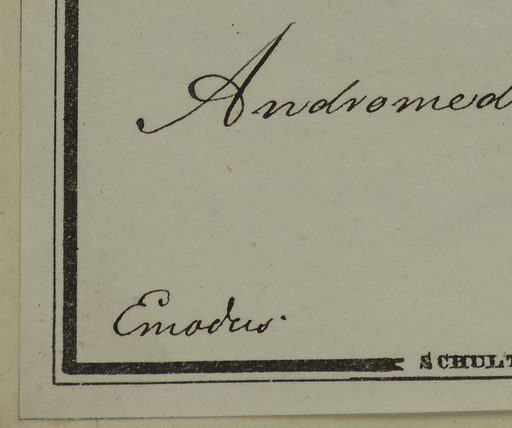 Andromed
Emodus.
SCHULT